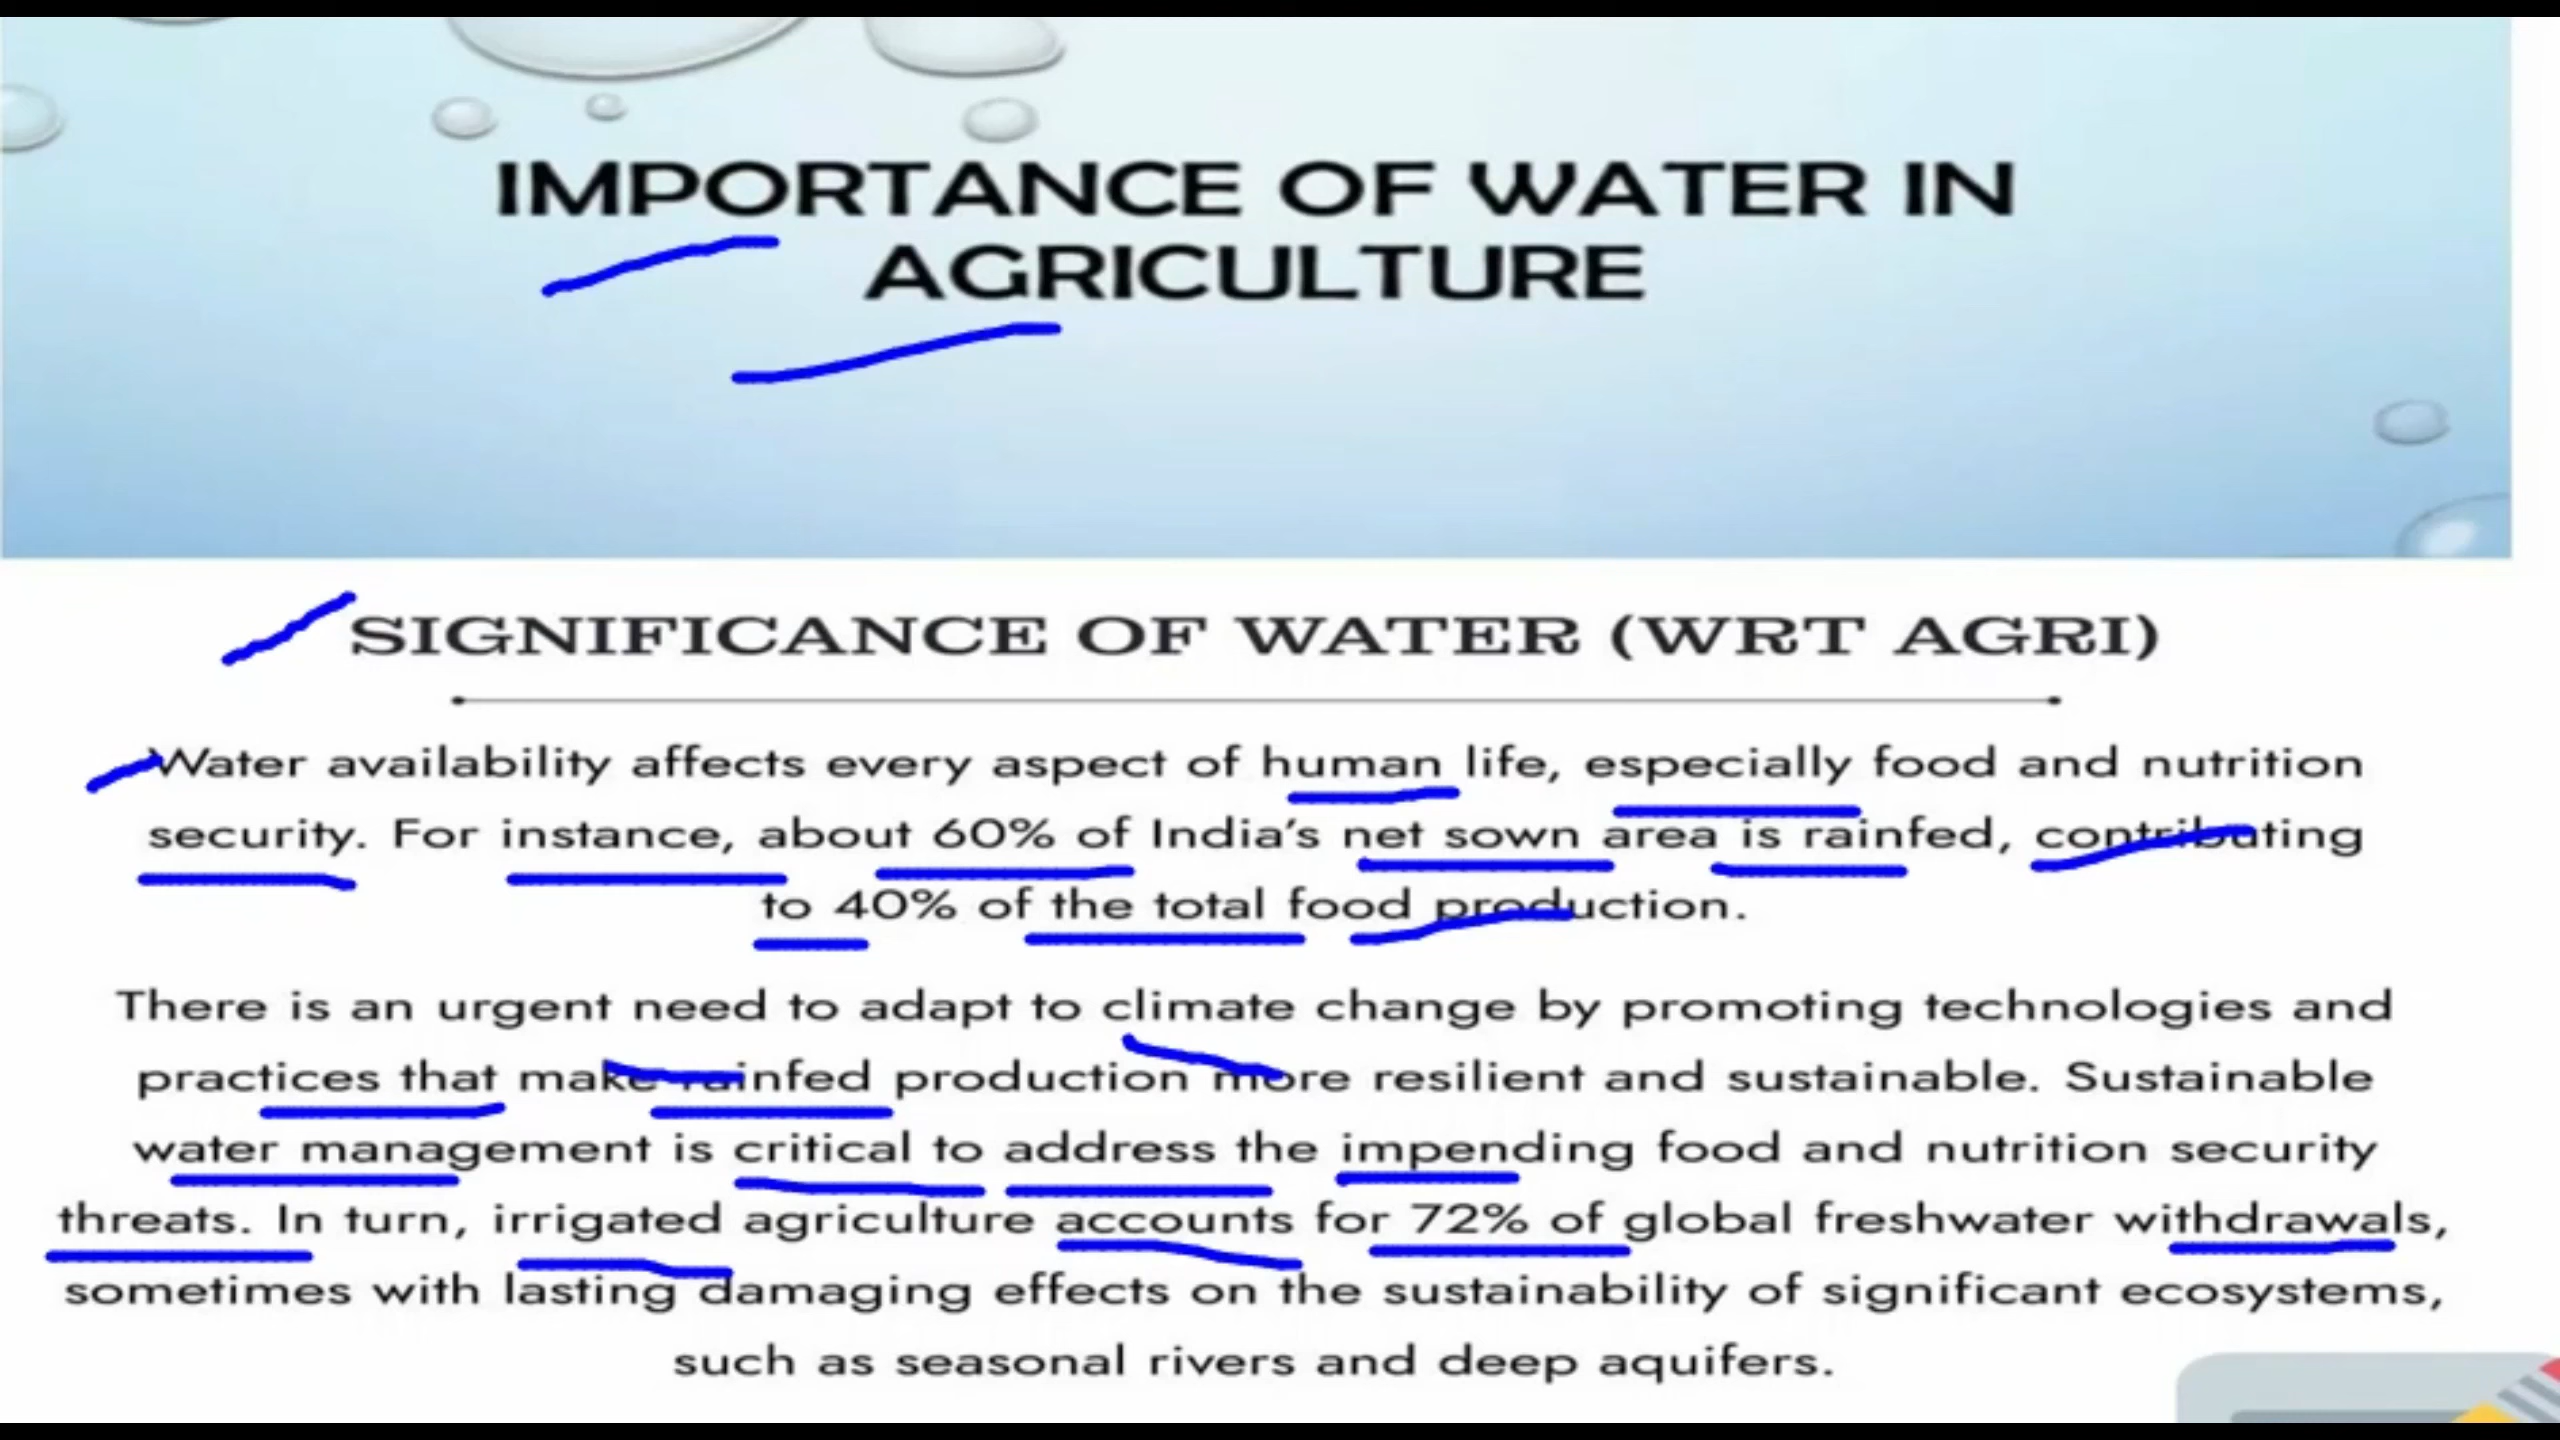 IMPORTANCE OF WATER IN
AGRICULTURE
SIGNIFICANCE OF WATER (WRT AGRI)
Water availability affects every aspect of human life, especially food and nutrition
security. For instance, about 60% of India's net sown area is rainfed, contributing
to 40% of the total food production.
There is an urgent need to adapt to climate change by promoting technologies and
practices that make rainfed production more resilient and sustainable. Sustainable
water management is critical to address the impending food and nutrition security
threats. In turn, irrigated agriculture accounts for 72% of global freshwater withdrawals,
sometimes with lasting damaging effects on the sustainability of significant ecosystems,
such as seasonal rivers and deep aquifers.